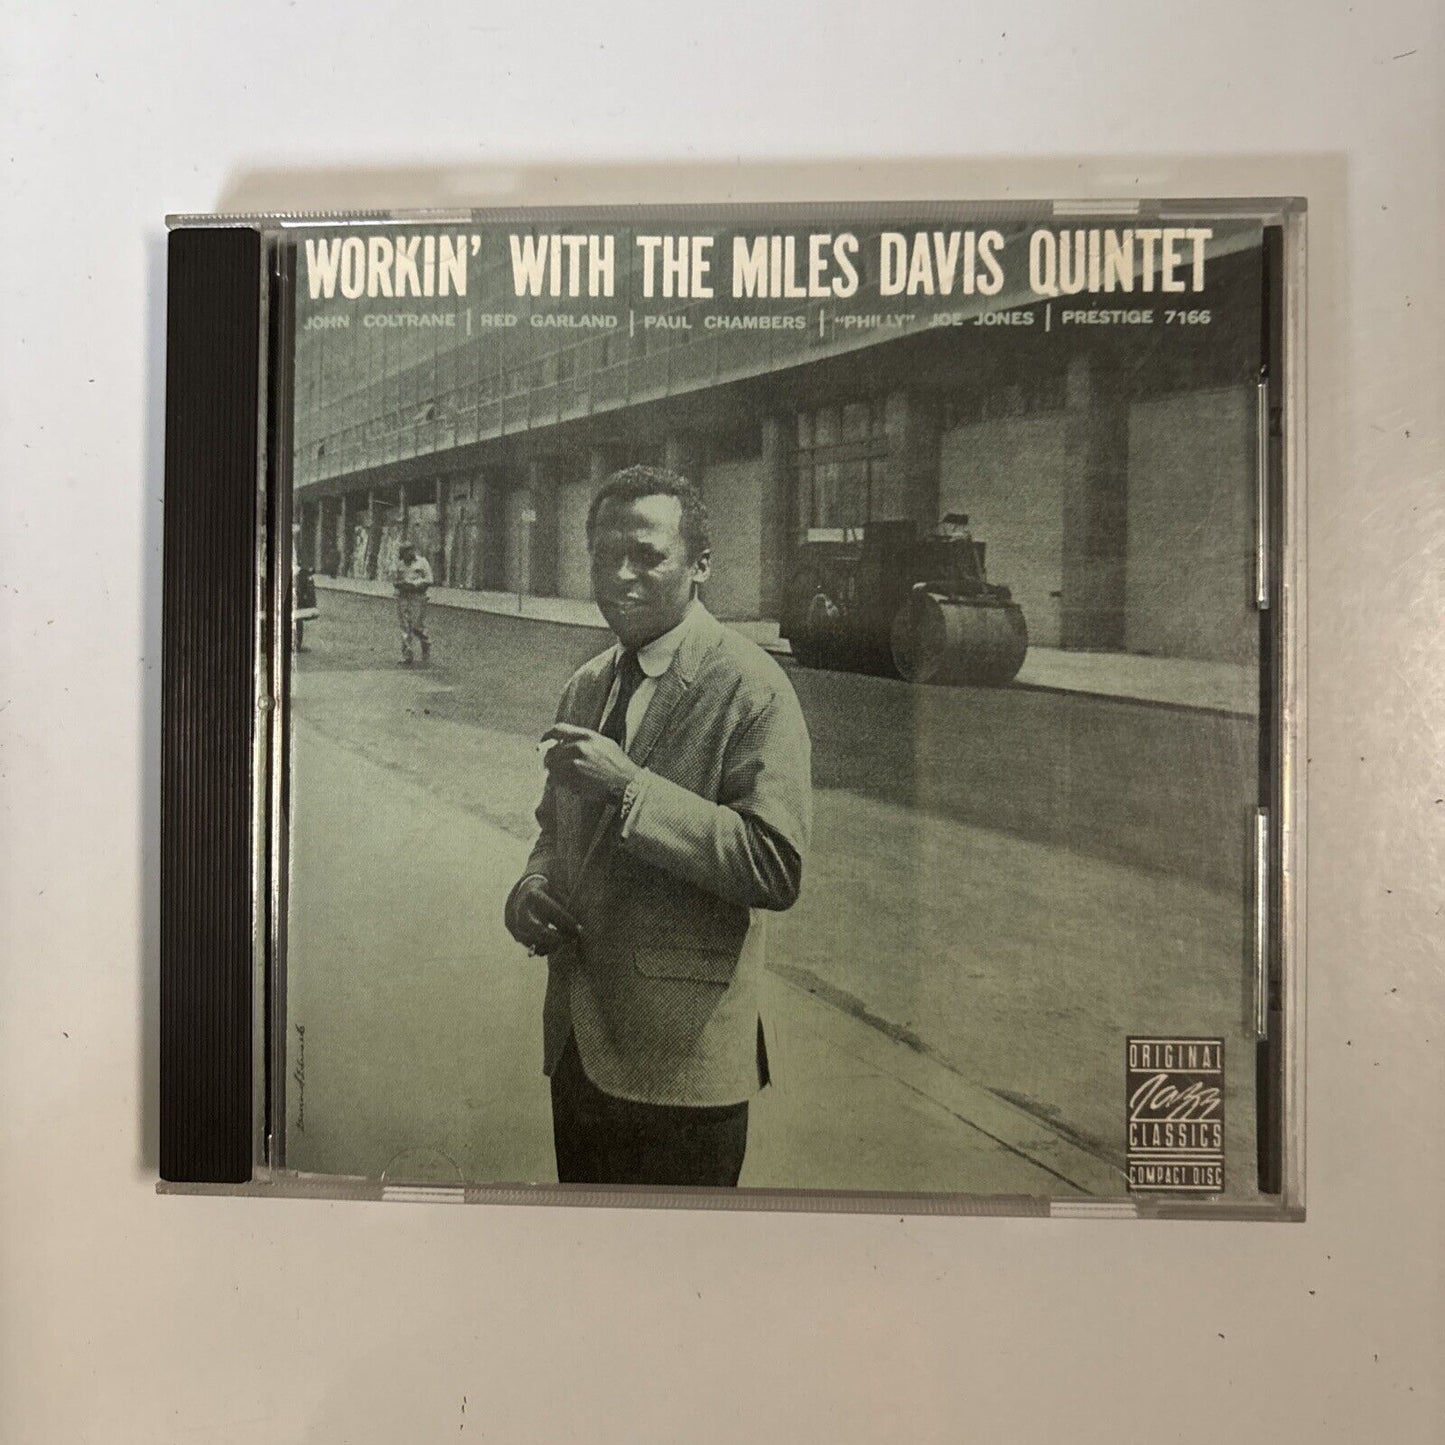 WORKIN' WITH THE MILES DAVIS QUINTET
JOHN COLTRANE | RED GARLAND | PAUL CHAMBERS | "PHILLY" JOE JONES | PRESTIGE 7166
ORIGINAL
Jazz
CLASSICS
COMPACT DISC